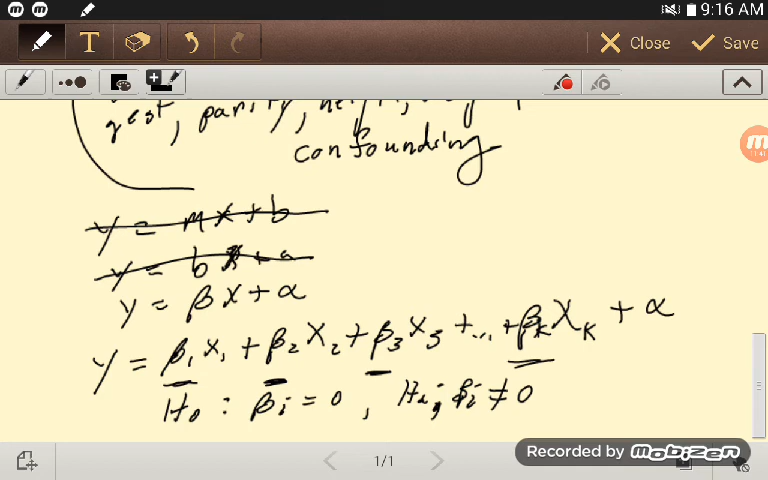 9:16 AM
T Close Save
gest, parity,
confounding
y = mx + b
y = bx + a
y = βx + α
y = β₁x₁ + β₂x₂ + β₃x₃ + ... + βₖxₖ + α
H₀ : βᵢ = 0 , Hₐ, βᵢ ≠ 0
1/1
Recorded by Mobizen